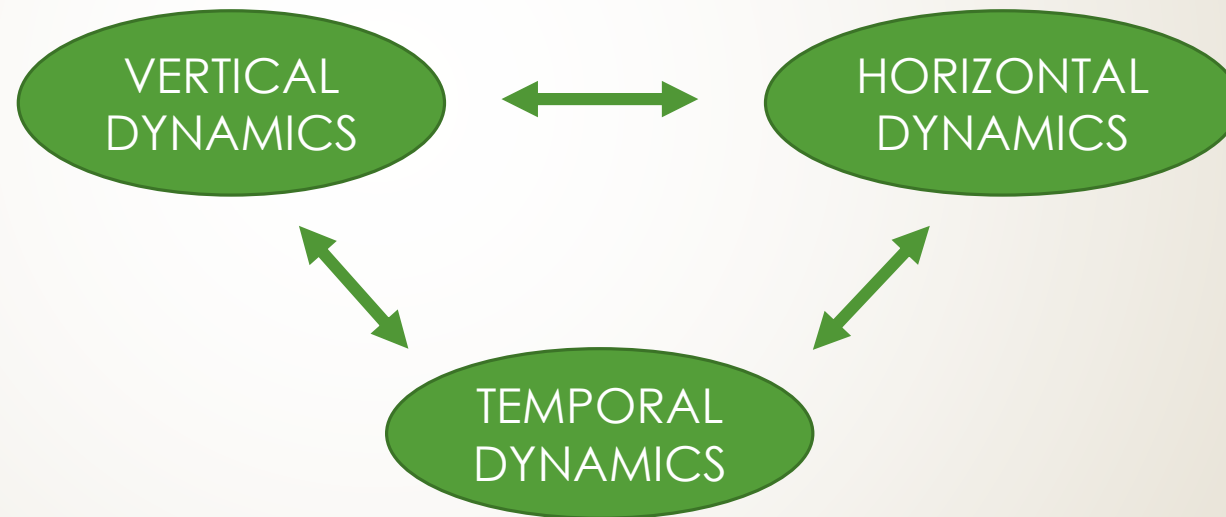 VERTICAL
DYNAMICS
HORIZONTAL
DYNAMICS
TEMPORAL
DYNAMICS